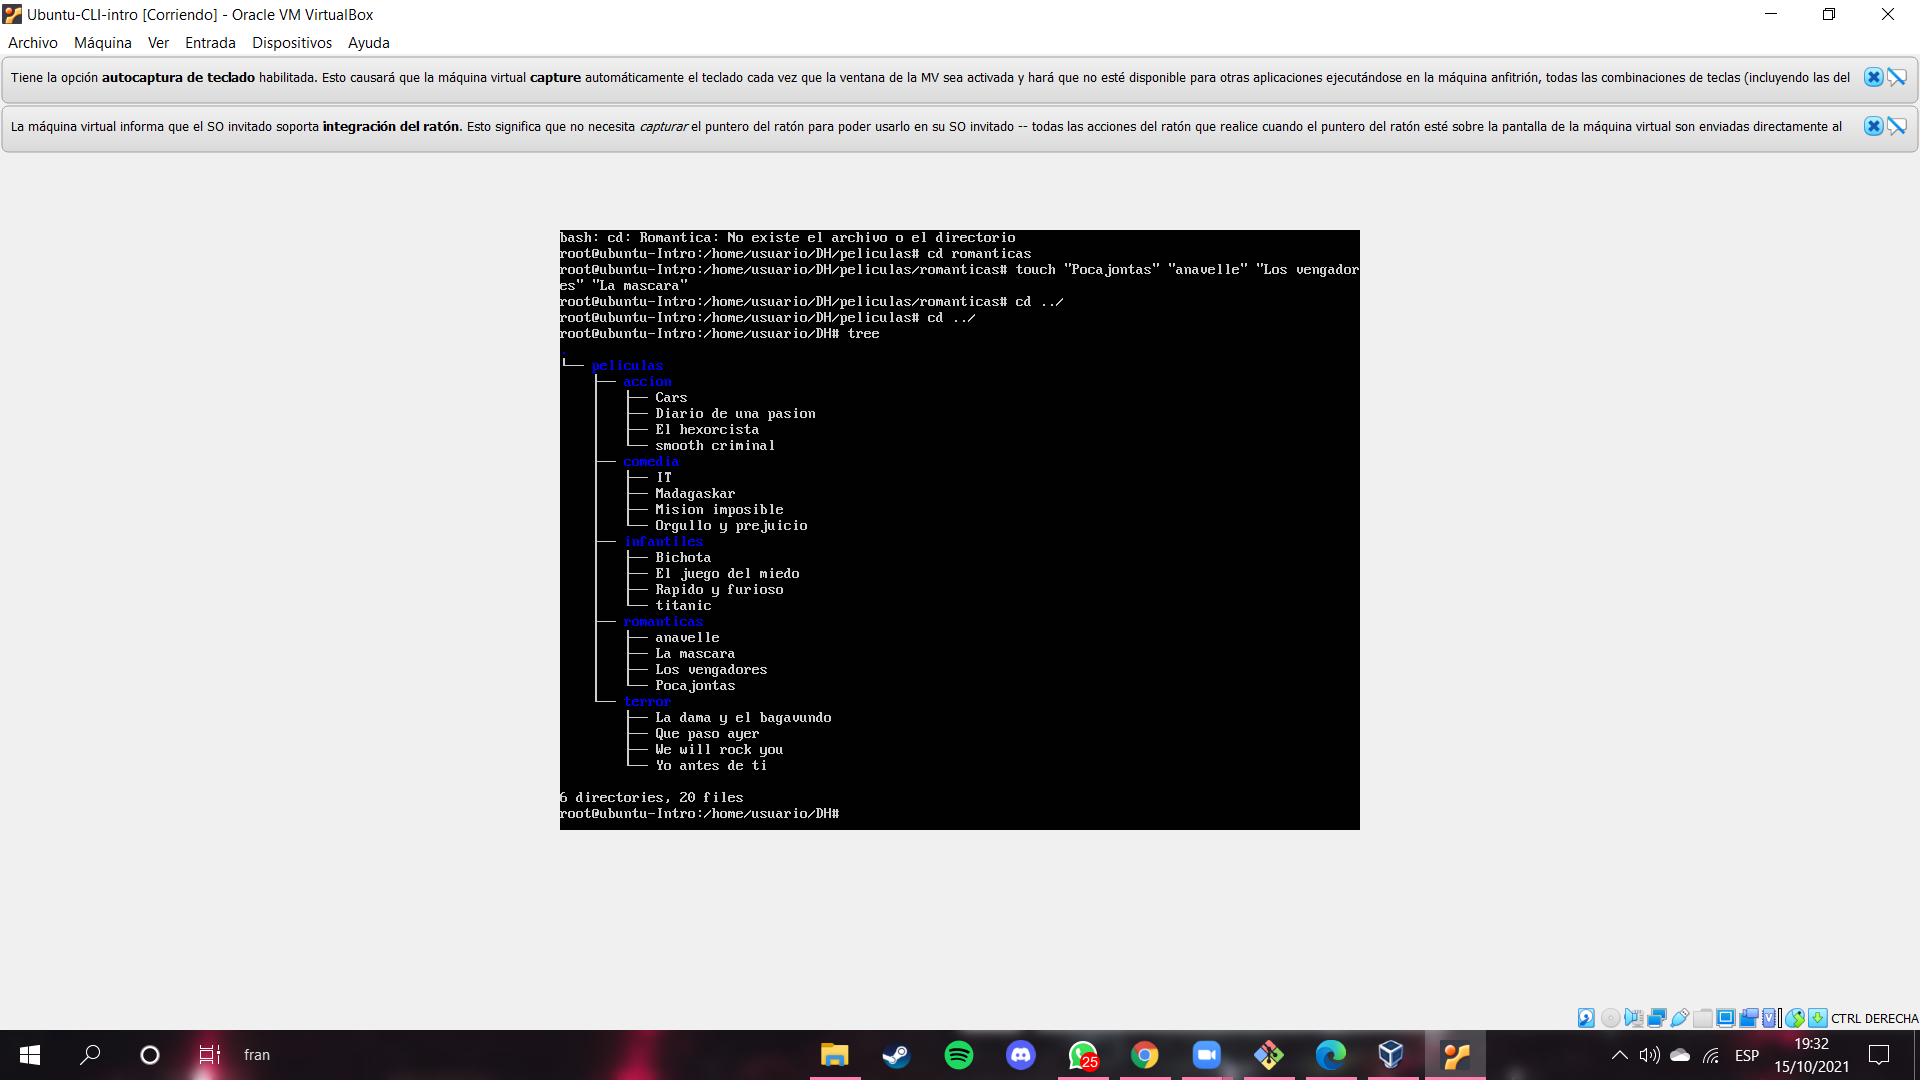 Ubuntu-CLI-intro [Corriendo] - Oracle VM VirtualBox
Archivo Máquina Ver Entrada Dispositivos Ayuda
Tiene la opción autocaptura de teclado habilitada. Esto causará que la máquina virtual capture automáticamente el teclado cada vez que la ventana de la MV sea activada y hará que no esté disponible para otras aplicaciones ejecutándose en la máquina anfitrión, todas las combinaciones de teclas (incluyendo las del
La máquina virtual informa que el SO invitado soporta integración del ratón. Esto significa que no necesita capturar el puntero del ratón para poder usarlo en su SO invitado -- todas las acciones del ratón que realice cuando el puntero del ratón esté sobre la pantalla de la máquina virtual son enviadas directamente al
bash: cd: Romantica: No existe el archivo o el directorio
root@ubuntu-Intro:/home/usuario/DH/peliculas# cd romanticas
root@ubuntu-Intro:/home/usuario/DH/peliculas/romanticas# touch "Pocajontas" "anavelle" "Los vengador
es" "La mascara"
root@ubuntu-Intro:/home/usuario/DH/peliculas/romanticas# cd ../
root@ubuntu-Intro:/home/usuario/DH/peliculas# cd ../
root@ubuntu-Intro:/home/usuario/DH# tree
.
└── peliculas
    ├── accion
    │   ├── Cars
    │   ├── Diario de una pasion
    │   ├── El hexorcista
    │   └── smooth criminal
    ├── comedia
    │   ├── IT
    │   ├── Madagaskar
    │   ├── Mision imposible
    │   └── Orgullo y prejuicio
    ├── infantiles
    │   ├── Bichota
    │   ├── El juego del miedo
    │   ├── Rapido y furioso
    │   └── titanic
    ├── romanticas
    │   ├── anavelle
    │   ├── La mascara
    │   ├── Los vengadores
    │   └── Pocajontas
    └── terror
        ├── La dama y el bagavundo
        ├── Que paso ayer
        ├── We will rock you
        └── Yo antes de ti
6 directories, 20 files
root@ubuntu-Intro:/home/usuario/DH#
CTRL DERECHA
fran
25
ESP
19:32
15/10/2021